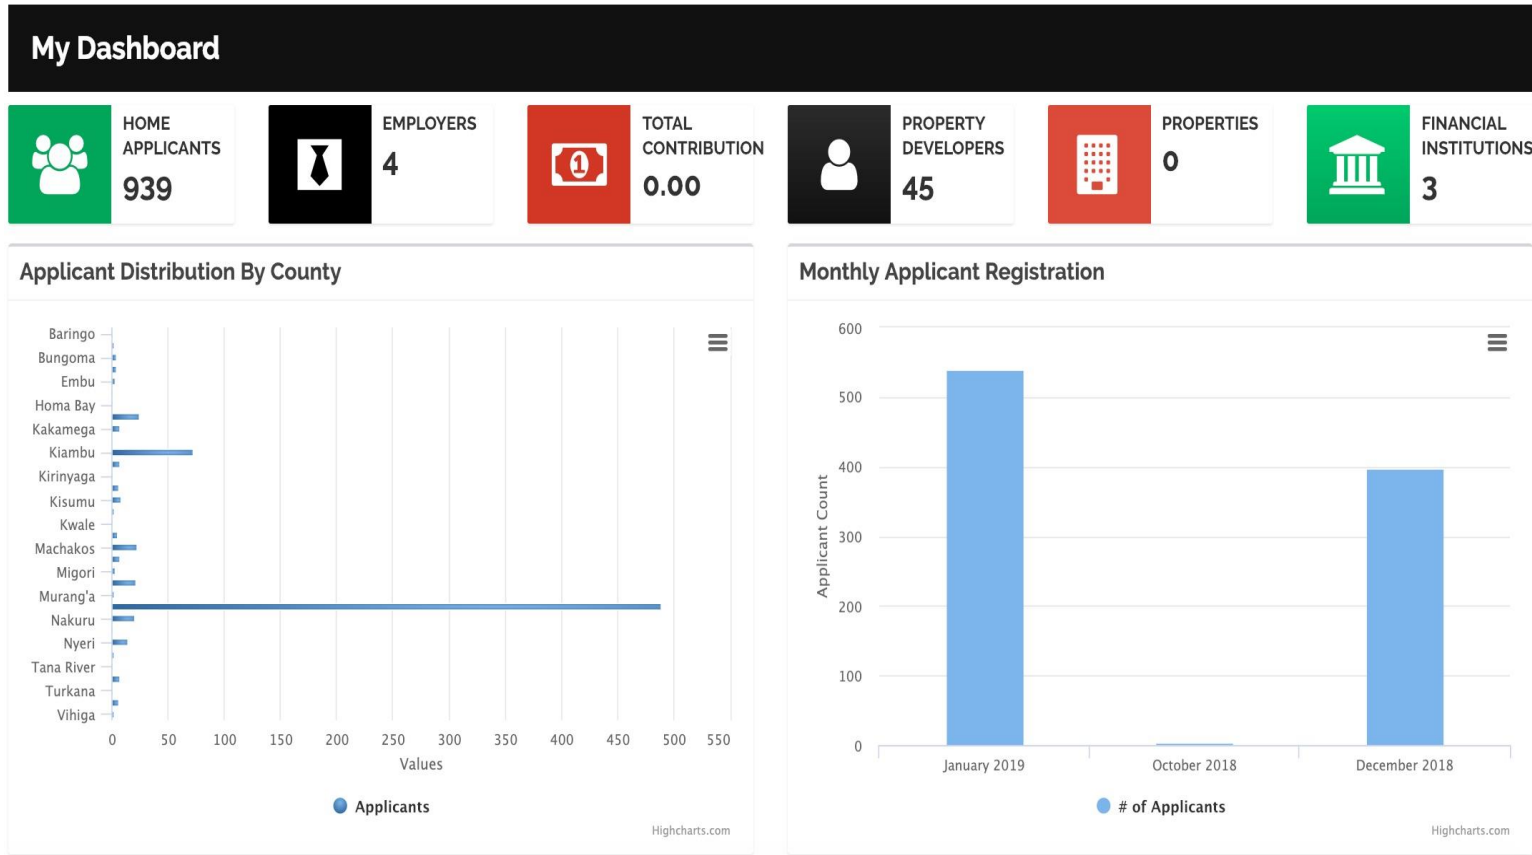 My Dashboard
HOME
APPLICANTS
939
EMPLOYERS
4
TOTAL
CONTRIBUTION
0.00
PROPERTY
DEVELOPERS
45
PROPERTIES
0
FINANCIAL
INSTITUTIONS
3
Applicant Distribution By County
Baringo
Bungoma
Embu
Homa Bay
Kakamega
Kiambu
Kirinyaga
Kisumu
Kwale
Machakos
Migori
Murang'a
Nakuru
Nyeri
Tana River
Turkana
Vihiga
0 50 100 150 200 250 300 350 400 450 500 550
Values
Applicants
Highcharts.com
Monthly Applicant Registration
600
500
400
300
200
100
0
Applicant Count
January 2019 October 2018 December 2018
# of Applicants
Highcharts.com